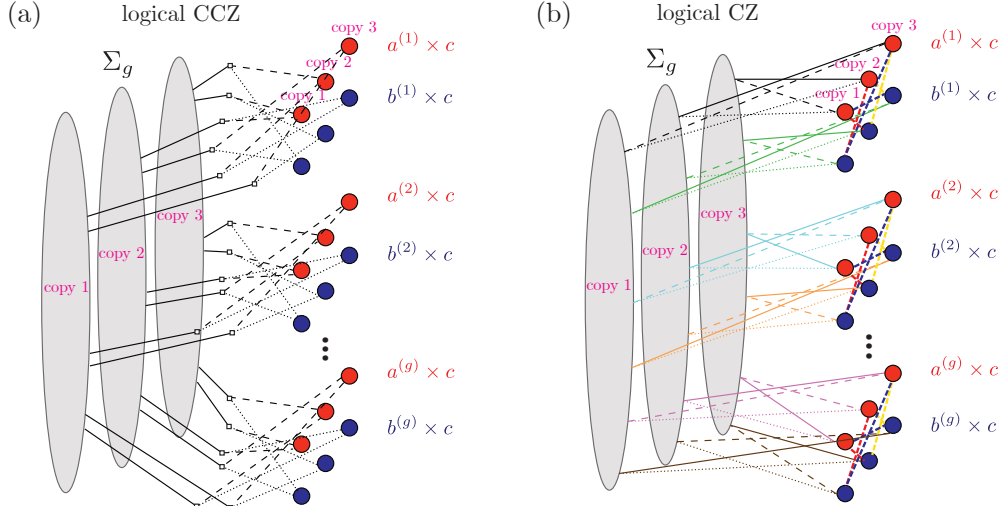 (a)
logical CCZ
Σ_g
copy 3
copy 2
copy 1
a^{(1)} × c
b^{(1)} × c
a^{(2)} × c
b^{(2)} × c
a^{(g)} × c
b^{(g)} × c
copy 1
copy 2
copy 3
(b)
logical CZ
Σ_g
copy 3
copy 2
copy 1
a^{(1)} × c
b^{(1)} × c
a^{(2)} × c
b^{(2)} × c
a^{(g)} × c
b^{(g)} × c
copy 1
copy 2
copy 3